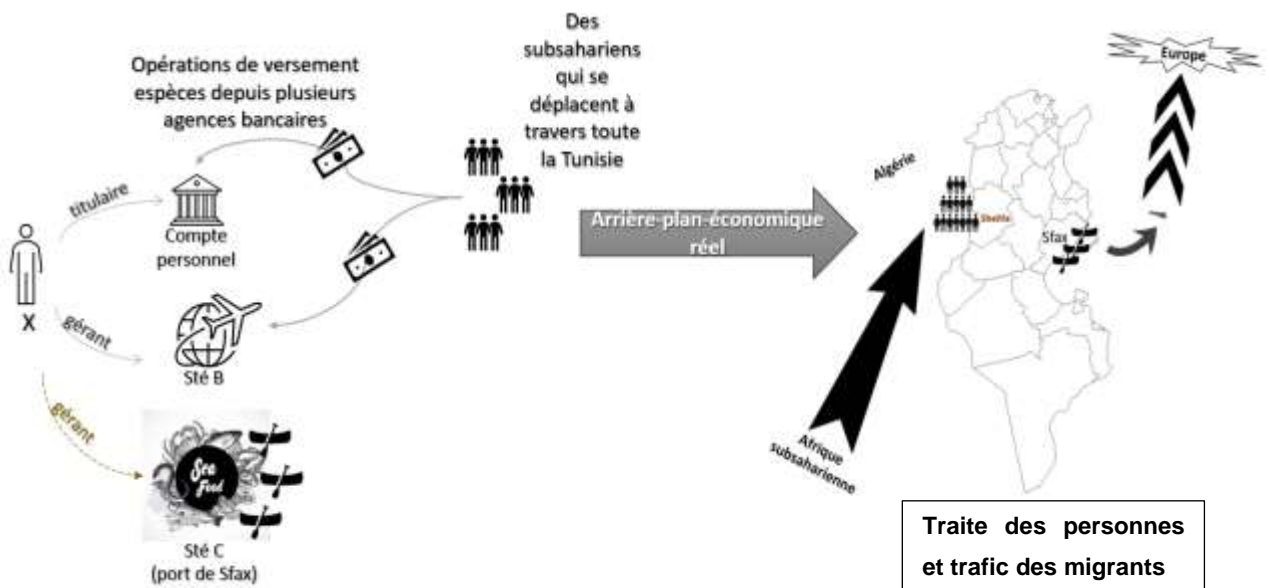 Des
subsahariens
qui se
déplacent à
travers toute
la Tunisie
Opérations de versement
espèces depuis plusieurs
agences bancaires
titulaire
Compte
personnel
X
gérant
Sté B
gérant
Sea
Food
Sté C
(port de Sfax)
Arrière-plan-économique
réel
Europe
Algérie
Sbeitla
Sfax
Afrique
subsaharienne
Traite des personnes
et trafic des migrants